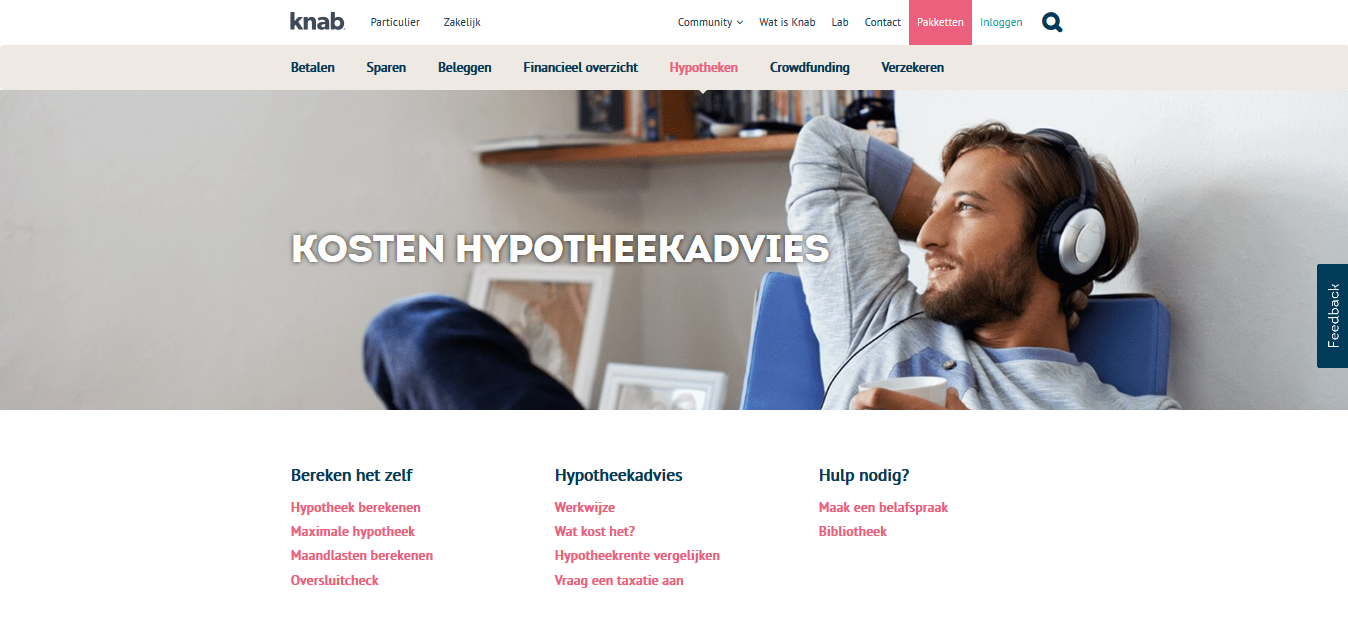 knab.
Particulier
Zakelijk
Community
Wat is Knab
Lab
Contact
Pakketten
Inloggen
Betalen
Sparen
Beleggen
Financieel overzicht
Hypotheken
Crowdfunding
Verzekeren
KOSTEN HYPOTHEEKADVIES
Feedback
Bereken het zelf
Hypotheek berekenen
Maximale hypotheek
Maandlasten berekenen
Oversluitcheck
Hypotheekadvies
Werkwijze
Wat kost het?
Hypotheekrente vergelijken
Vraag een taxatie aan
Hulp nodig?
Maak een belafspraak
Bibliotheek